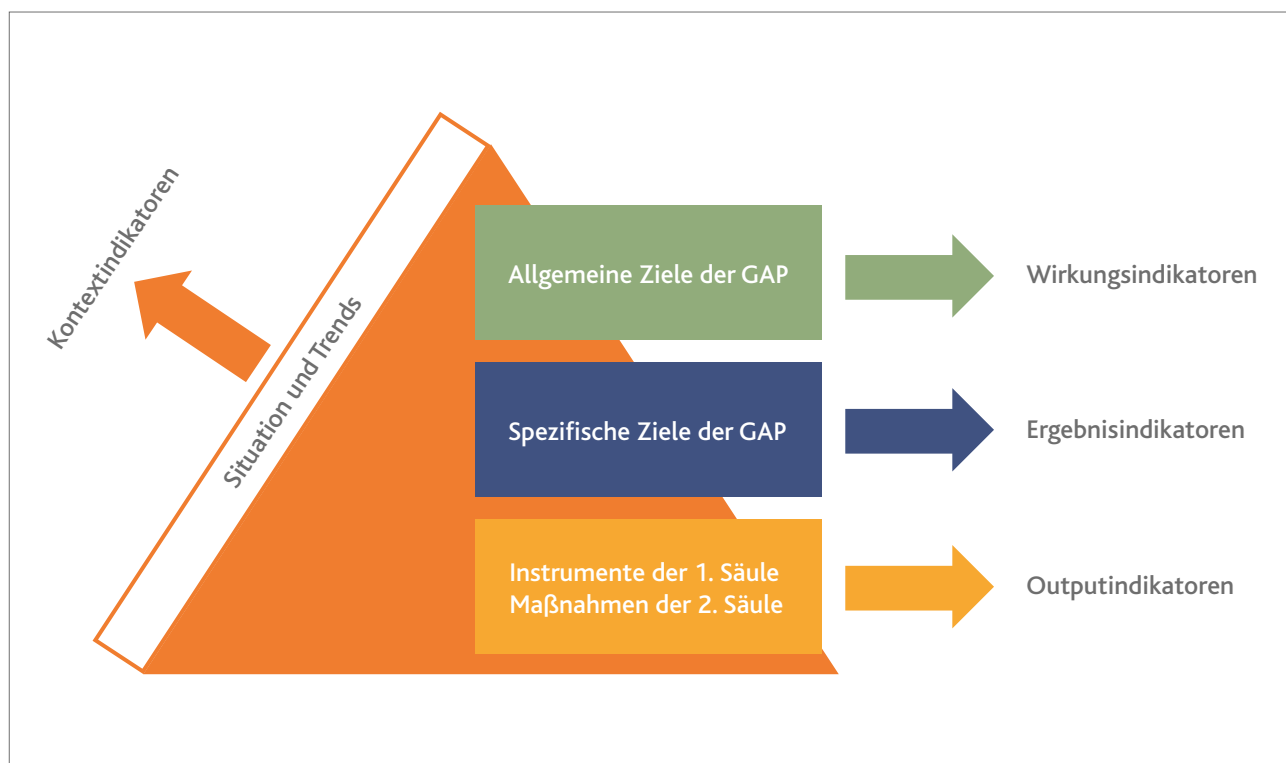 Kontextindikatoren
Situation und Trends
Allgemeine Ziele der GAP
Wirkungsindikatoren
Spezifische Ziele der GAP
Ergebnisindikatoren
Instrumente der 1. Säule
Maßnahmen der 2. Säule
Outputindikatoren